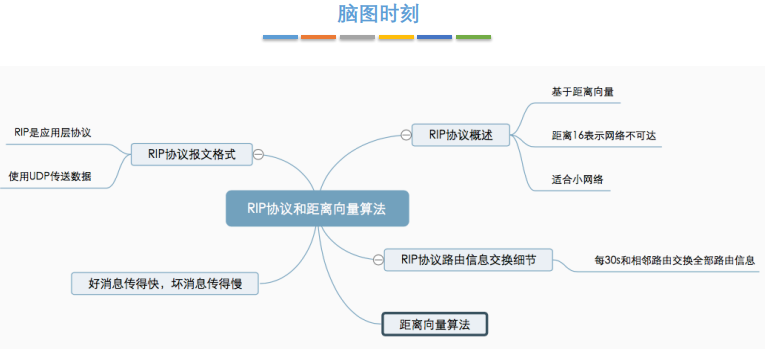 脑图时刻
RIP协议和距离向量算法
RIP协议概述
基于距离向量
距离16表示网络不可达
适合小网络
RIP协议路由信息交换细节
每30s和相邻路由交换全部路由信息
距离向量算法
好消息传得快，坏消息传得慢
RIP协议报文格式
RIP是应用层协议
使用UDP传送数据